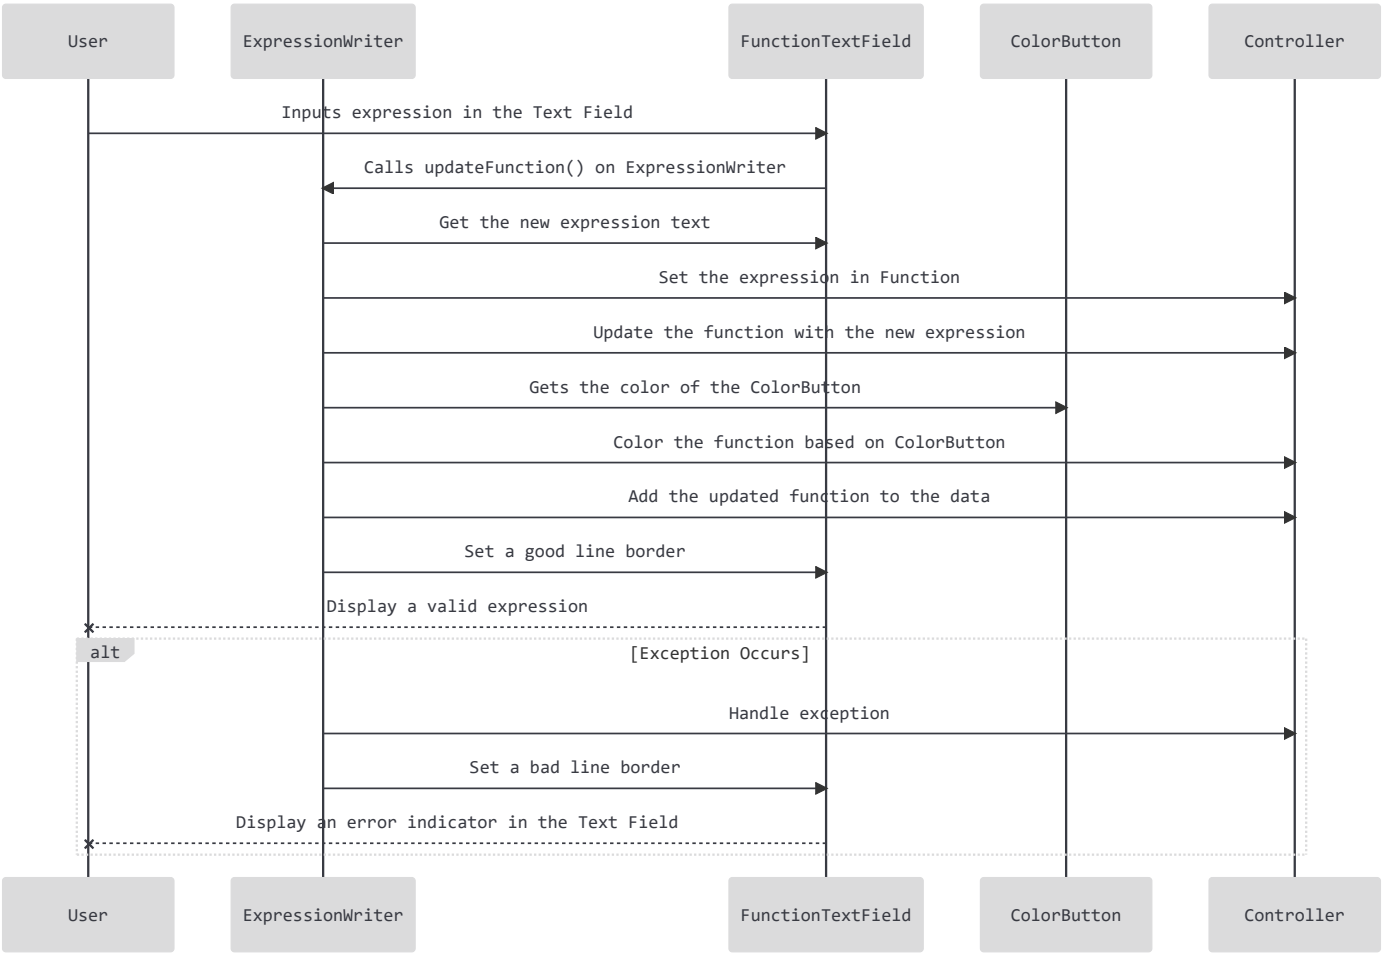 User
ExpressionWriter
FunctionTextField
ColorButton
Controller
Inputs expression in the Text Field
Calls updateFunction() on ExpressionWriter
Get the new expression text
Set the expression in Function
Update the function with the new expression
Gets the color of the ColorButton
Color the function based on ColorButton
Add the updated function to the data
Set a good line border
Display a valid expression
alt
[Exception Occurs]
Handle exception
Set a bad line border
Display an error indicator in the Text Field
User
ExpressionWriter
FunctionTextField
ColorButton
Controller